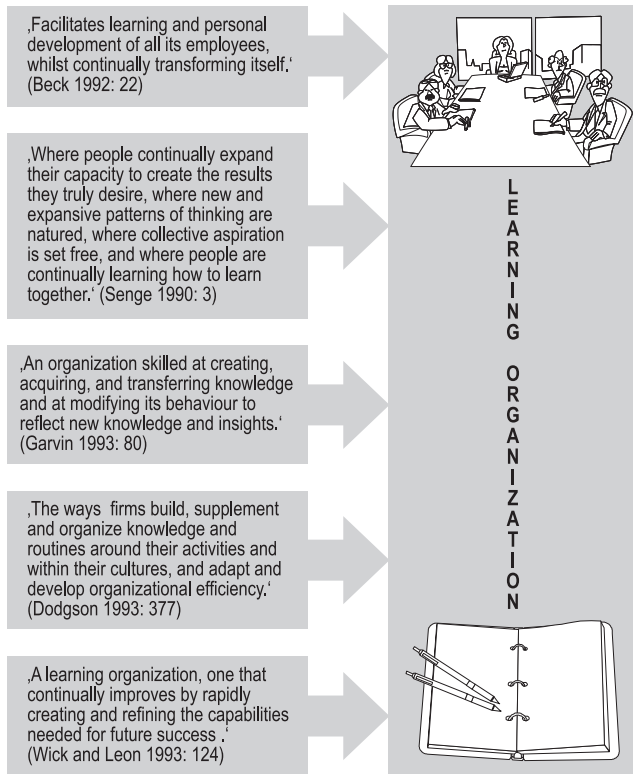 ‚Facilitates learning and personal
development of all its employees,
whilst continually transforming itself.‘
(Beck 1992: 22)
‚Where people continually expand
their capacity to create the results
they truly desire, where new and
expansive patterns of thinking are
natured, where collective aspiration
is set free, and where people are
continually learning how to learn
together.‘ (Senge 1990: 3)
‚An organization skilled at creating,
acquiring, and transferring knowledge
and at modifying its behaviour to
reflect new knowledge and insights.‘
(Garvin 1993: 80)
‚The ways firms build, supplement
and organize knowledge and
routines around their activities and
within their cultures, and adapt and
develop organizational efficiency.‘
(Dodgson 1993: 377)
‚A learning organization, one that
continually improves by rapidly
creating and refining the capabilities
needed for future success .‘
(Wick and Leon 1993: 124)
LEARNING ORGANIZATION